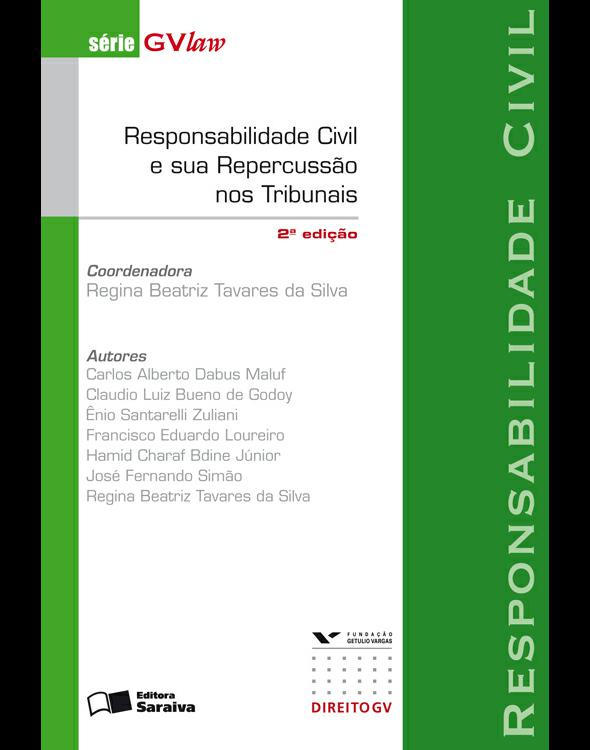 série GVlaw
Responsabilidade Civil
e sua Repercussão
nos Tribunais
2ª edição
Coordenadora
Regina Beatriz Tavares da Silva
Autores
Carlos Alberto Dabus Maluf
Claudio Luiz Bueno de Godoy
Ênio Santarelli Zuliani
Francisco Eduardo Loureiro
Hamid Charaf Bdine Júnior
José Fernando Simão
Regina Beatriz Tavares da Silva
FUNDAÇÃO
GETULIO VARGAS
DIREITO GV
Editora
Saraiva
RESPONSABILIDADE CIVIL